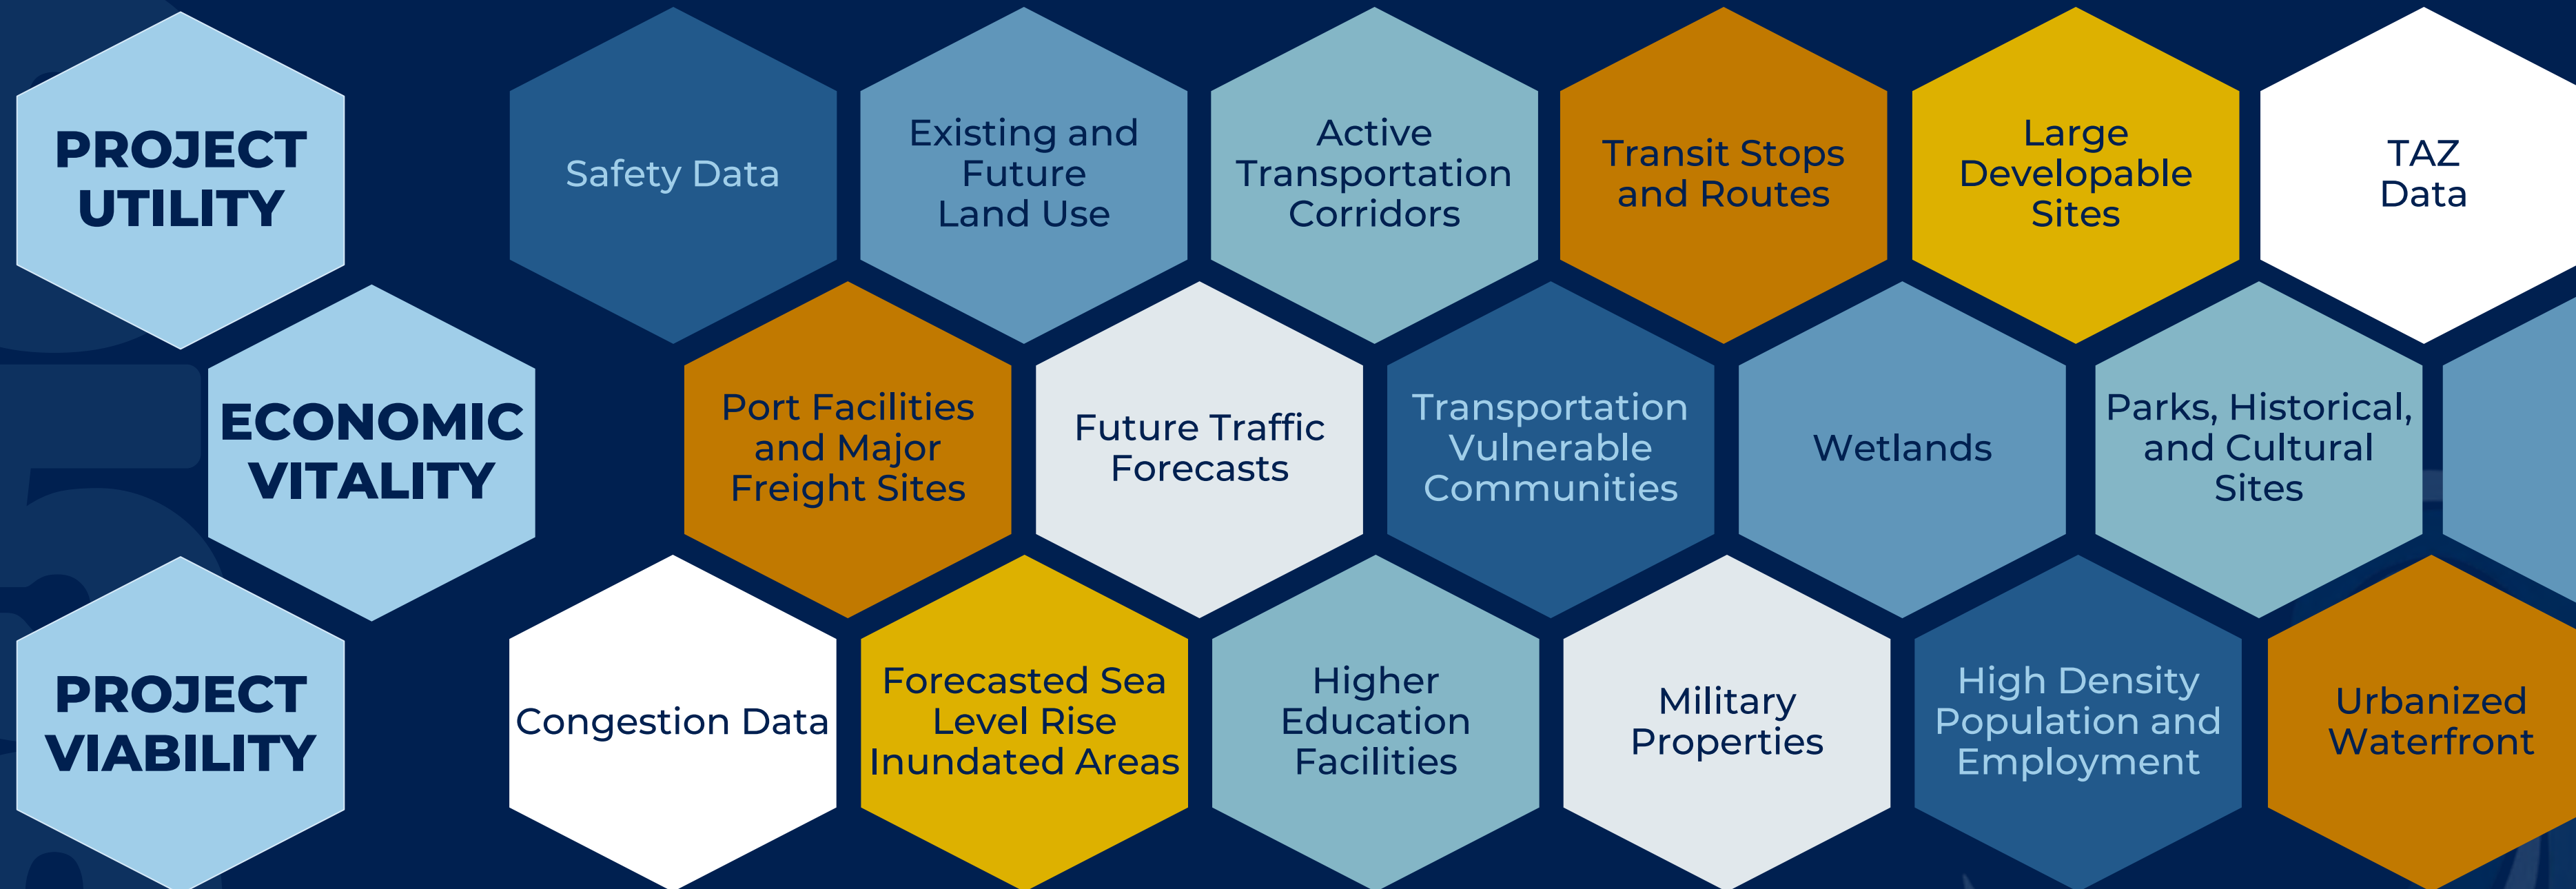 PROJECT
UTILITY
Safety Data
Existing and
Future
Land Use
Active
Transportation
Corridors
Transit Stops
and Routes
Large
Developable
Sites
TAZ
Data
ECONOMIC
VITALITY
Port Facilities
and Major
Freight Sites
Future Traffic
Forecasts
Transportation
Vulnerable
Communities
Wetlands
Parks, Historical,
and Cultural
Sites
PROJECT
VIABILITY
Congestion Data
Forecasted Sea
Level Rise
Inundated Areas
Higher
Education
Facilities
Military
Properties
High Density
Population and
Employment
Urbanized
Waterfront